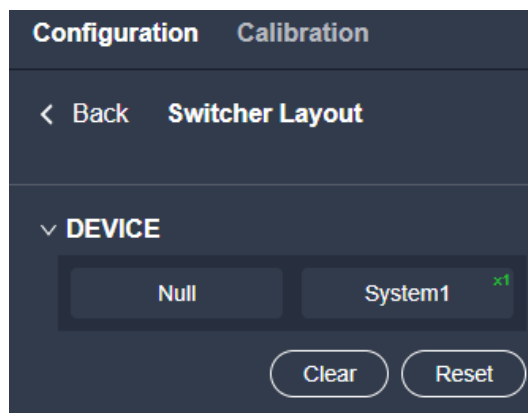 Configuration Calibration
Back Switcher Layout
DEVICE
Null System1 x1
Clear Reset